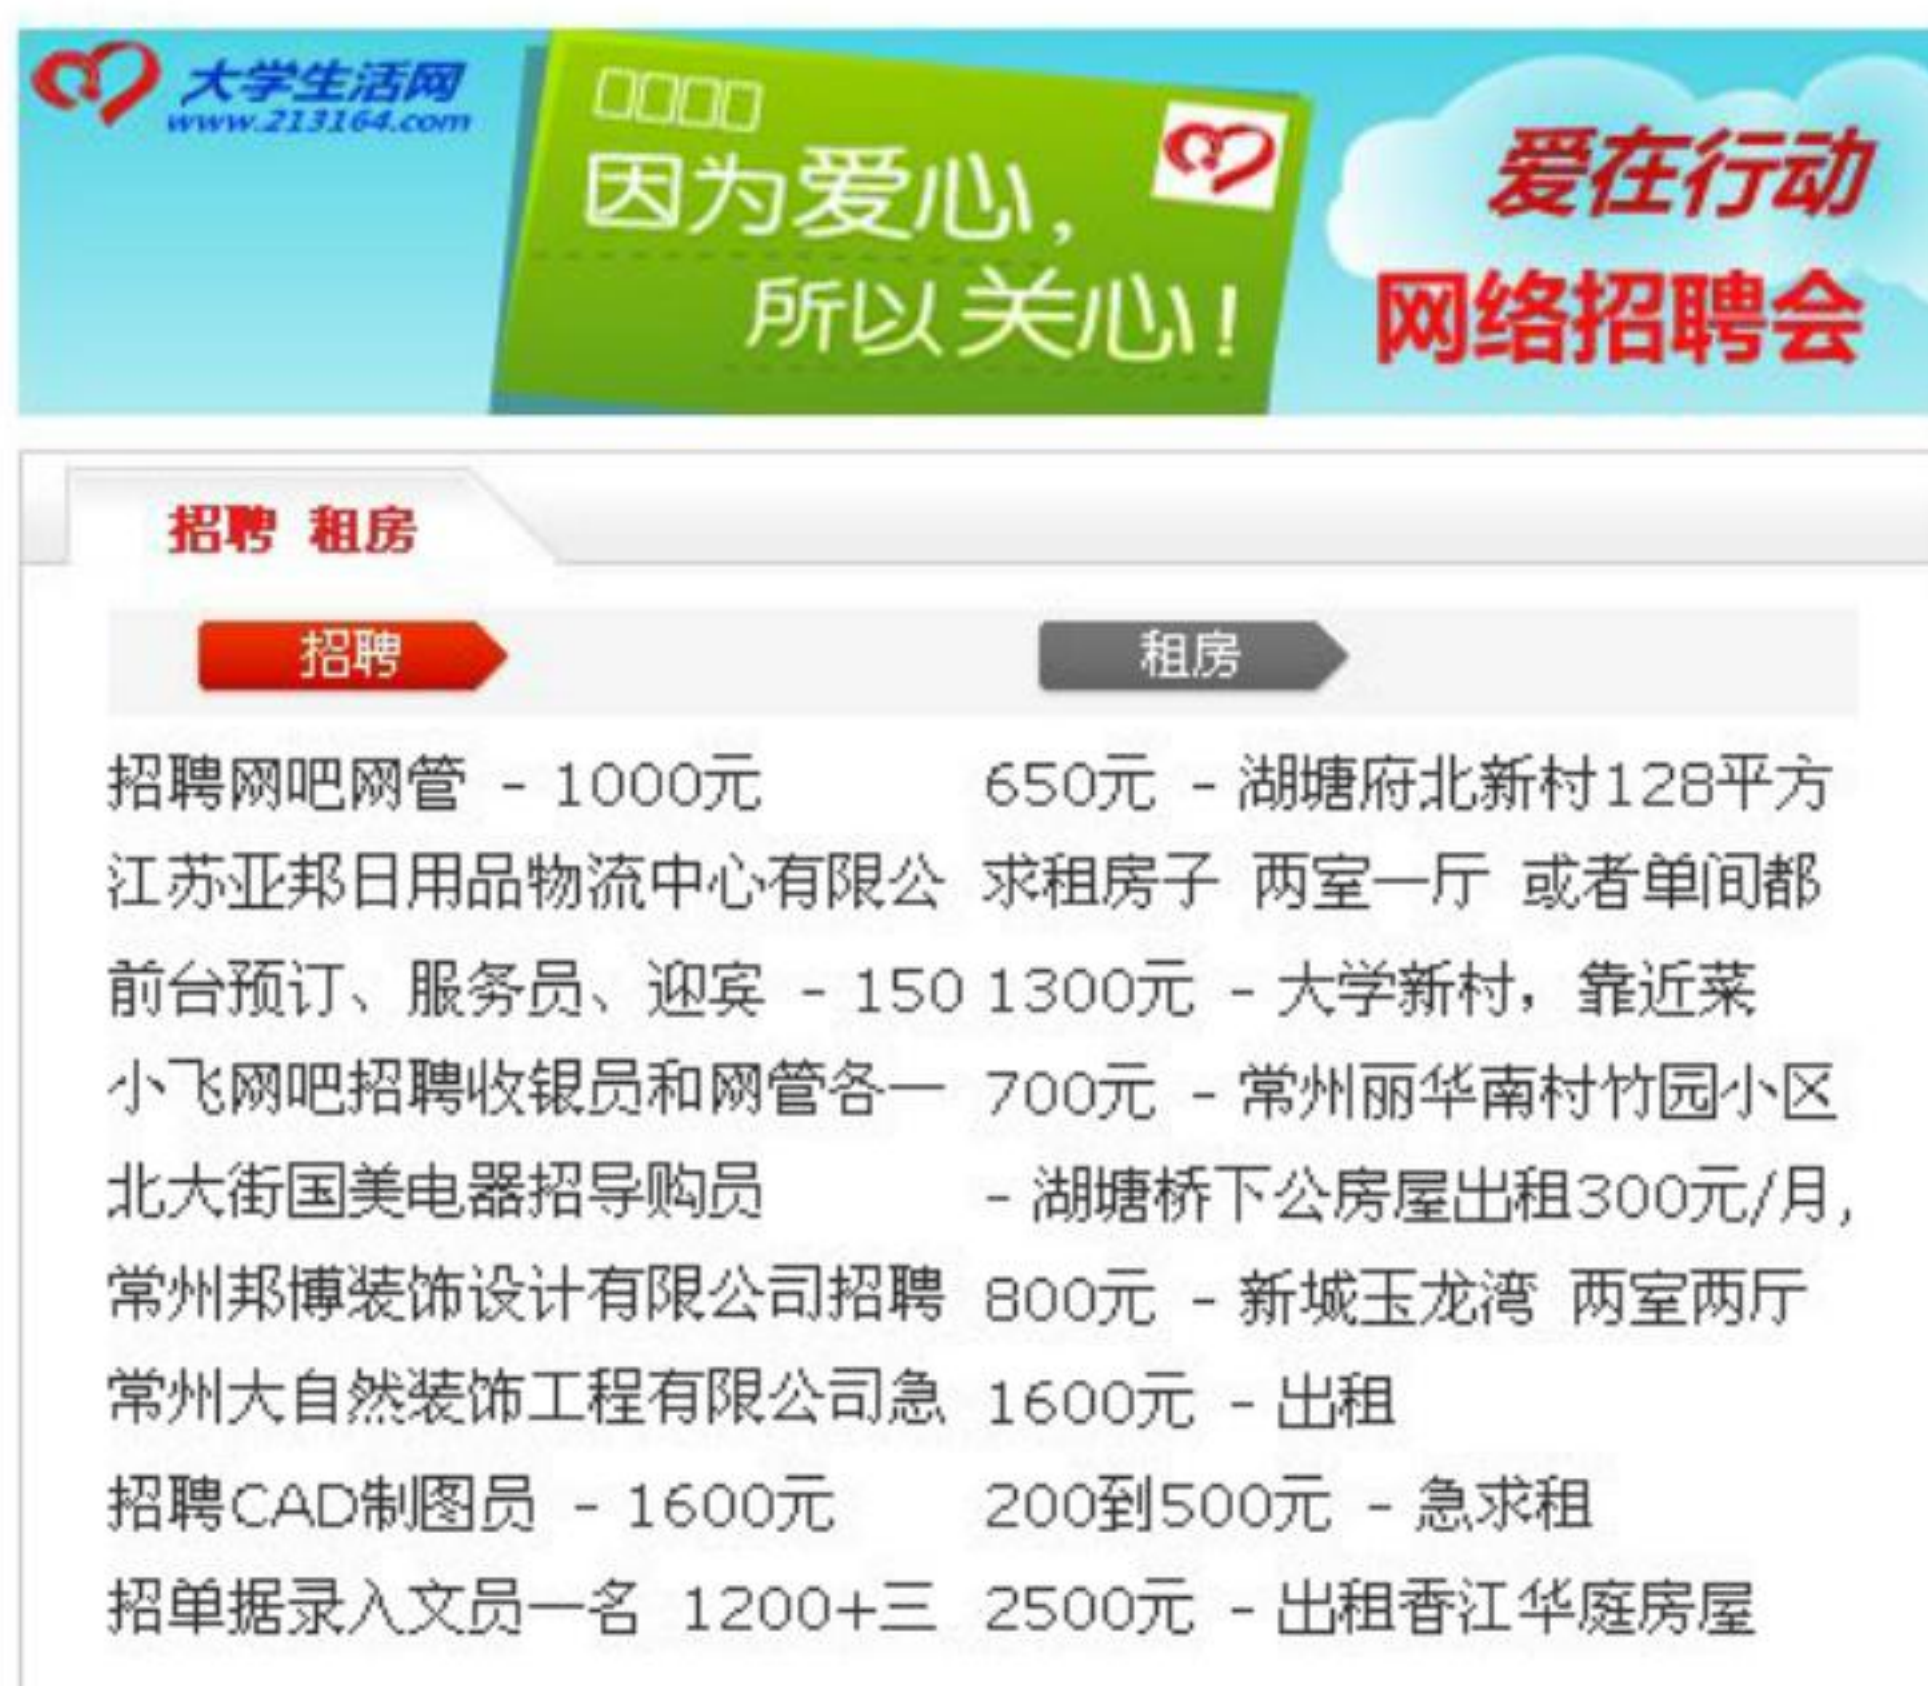 大学生活网
www.213164.com
因为爱心，
所以关心！
爱在行动
网络招聘会
招聘 租房
招聘
租房
招聘网吧网管 - 1000元
650元 - 湖塘府北新村128平方
江苏亚邦日用品物流中心有限公
求租房子 两室一厅 或者单间都
前台预订、服务员、迎宾 - 150
1300元 - 大学新村，靠近菜
小飞网吧招聘收银员和网管各一
700元 - 常州丽华南村竹园小区
北大街国美电器招导购员
- 湖塘桥下公房屋出租300元/月,
常州邦博装饰设计有限公司招聘
800元 - 新城玉龙湾 两室两厅
常州大自然装饰工程有限公司急
1600元 - 出租
招聘CAD制图员 - 1600元
200到500元 - 急求租
招单据录入文员一名 1200+三
2500元 - 出租香江华庭房屋